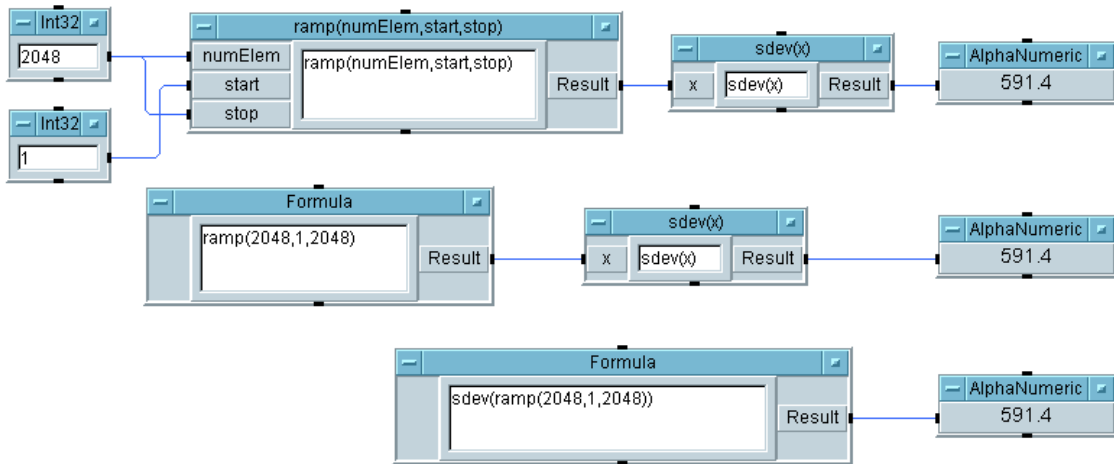 Int32
2048
Int32
1
ramp(numElem,start,stop)
numElem
start
stop
ramp(numElem,start,stop)
Result
sdev(x)
x
sdev(x)
Result
AlphaNumeric
591.4
Formula
ramp(2048,1,2048)
Result
sdev(x)
x
sdev(x)
Result
AlphaNumeric
591.4
Formula
sdev(ramp(2048,1,2048))
Result
AlphaNumeric
591.4